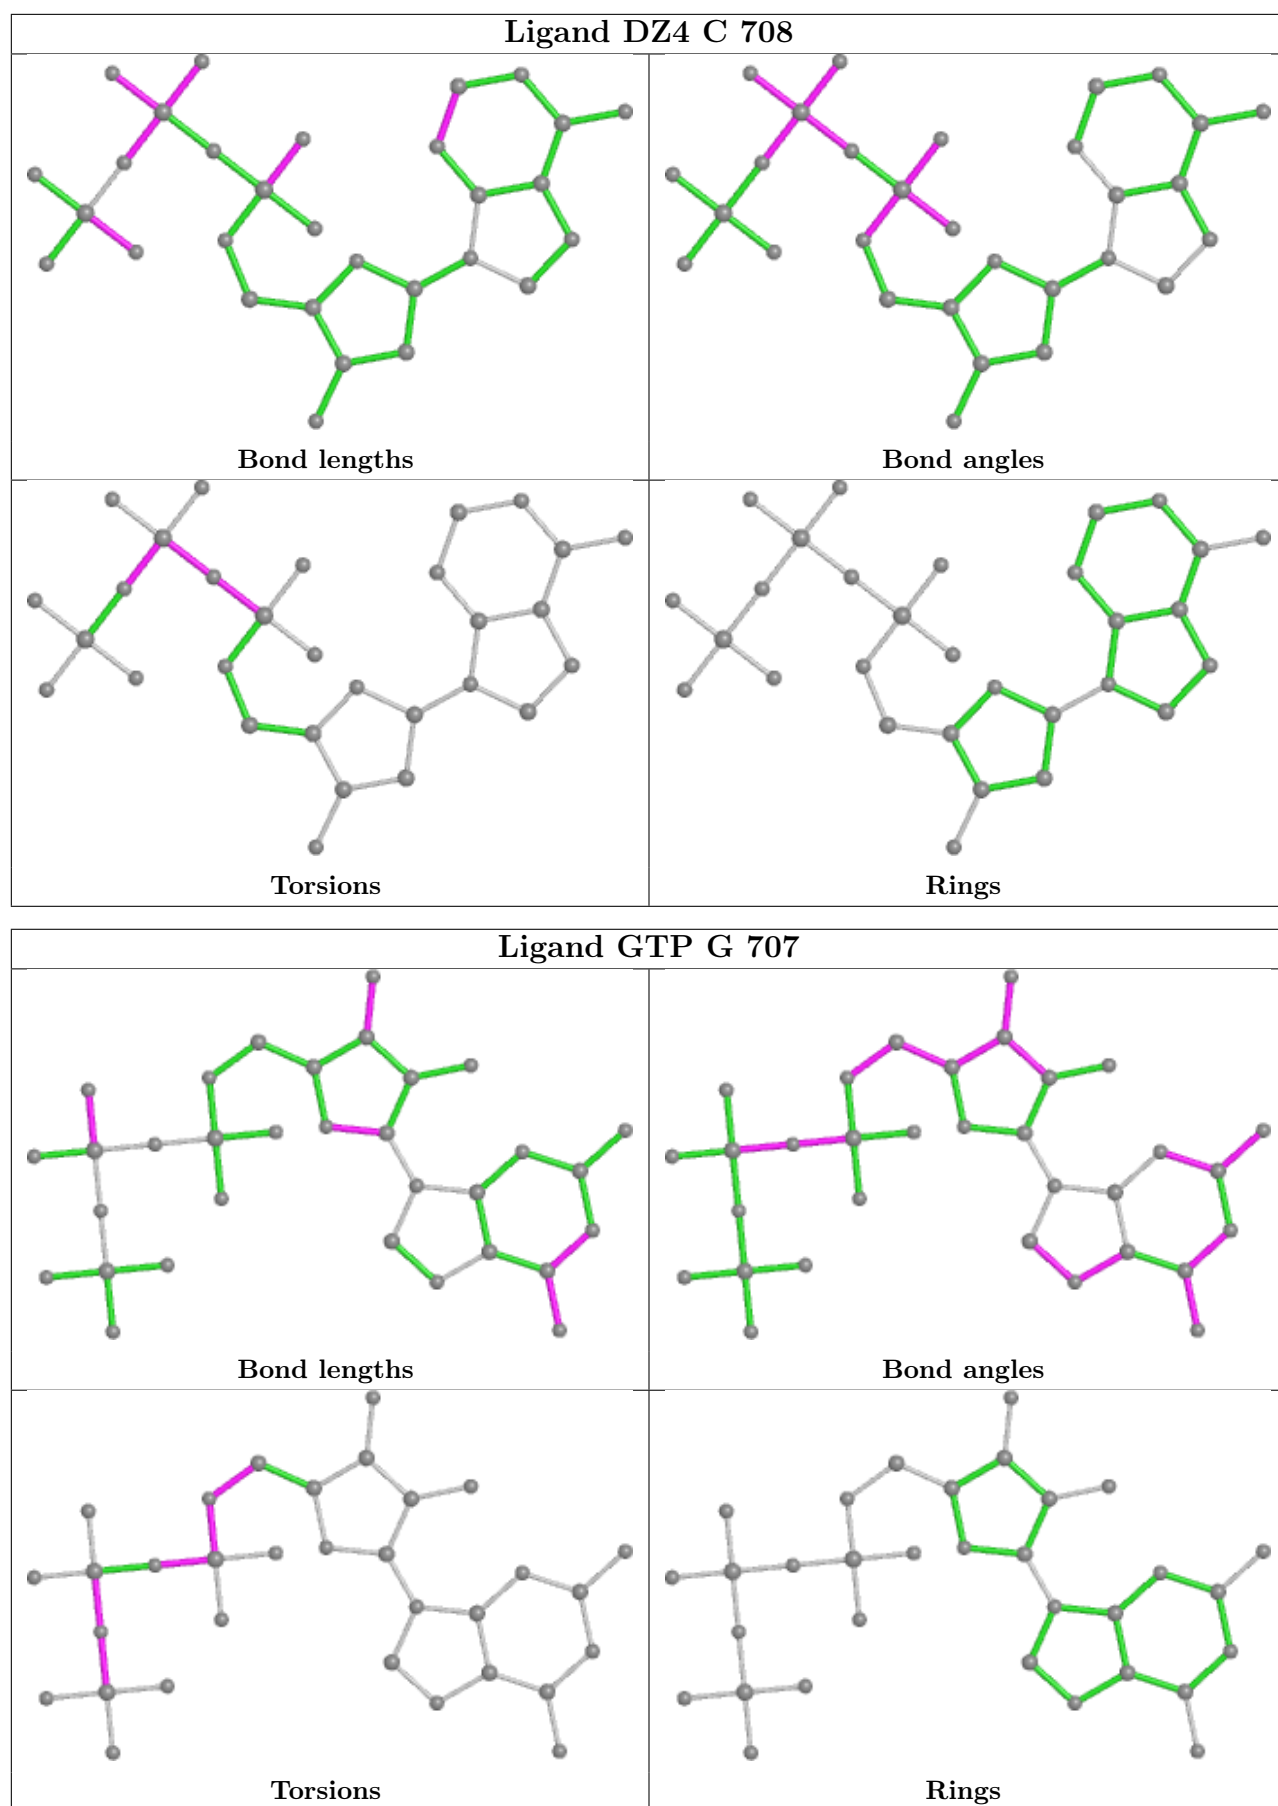 Ligand DZ4 C 708
Bond lengths
Bond angles
Torsions
Rings
Ligand GTP G 707
Bond lengths
Bond angles
Torsions
Rings